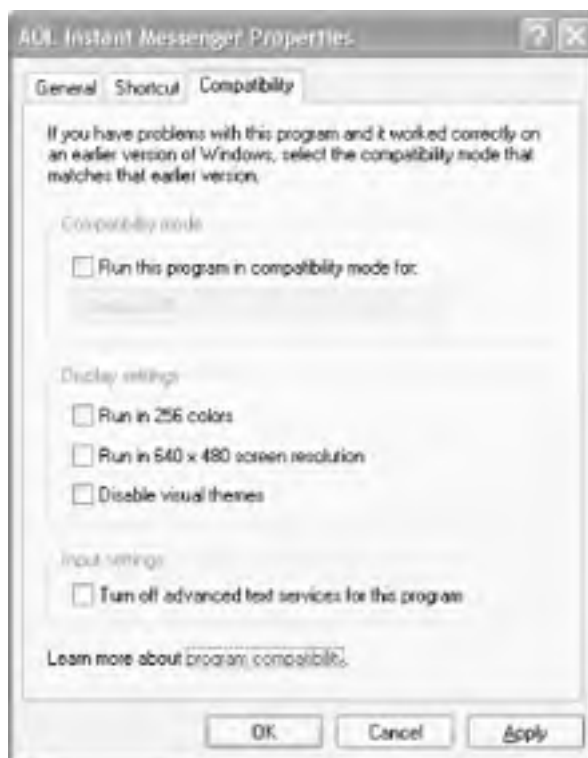 AOL Instant Messenger Properties
General Shortcut Compatibility
If you have problems with this program and it worked correctly on
an earlier version of Windows, select the compatibility mode that
matches that earlier version.
Compatibility mode
Run this program in compatibility mode for:
Display settings
Run in 256 colors
Run in 640 x 480 screen resolution
Disable visual themes
Input settings
Turn off advanced text services for this program
Learn more about program compatibility.
OK Cancel Apply